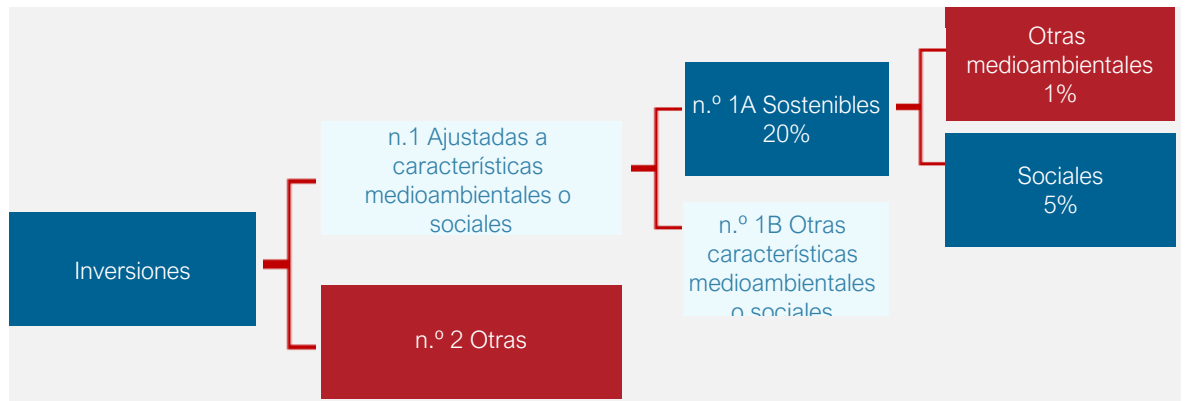 Inversiones
n.1 Ajustadas a
características
medioambientales o
sociales
n.º 2 Otras
n.º 1A Sostenibles
20%
n.º 1B Otras
características
medioambientales
o sociales
Otras
medioambientales
1%
Sociales
5%